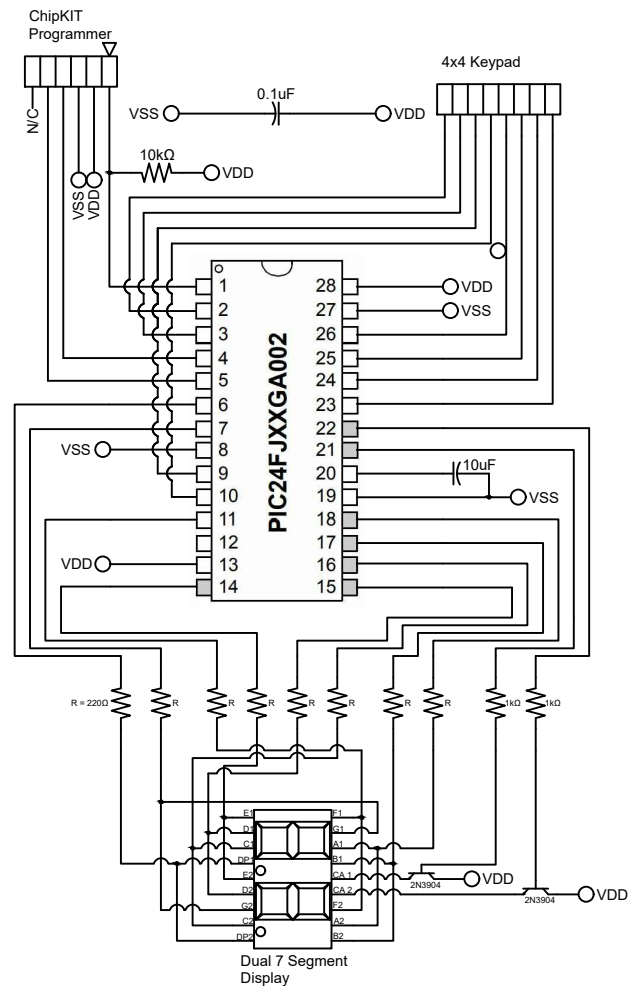 ChipKIT
Programmer
4x4 Keypad
N/C
VSS
VDD
VSS
0.1uF
VDD
10kΩ
VDD
PIC24FJXXGA002
1
2
3
4
5
6
7
8
9
10
11
12
13
14
28
27
26
25
24
23
22
21
20
19
18
17
16
15
VDD
VSS
VSS
10uF
VSS
VDD
R = 220Ω
R
R
R
R
R
R
R
1kΩ
1kΩ
E1
D1
C1
DP1
E2
D2
G2
C2
DP2
F1
G1
A1
B1
CA 1
CA 2
F2
A2
B2
2N3904
VDD
2N3904
VDD
Dual 7 Segment
Display